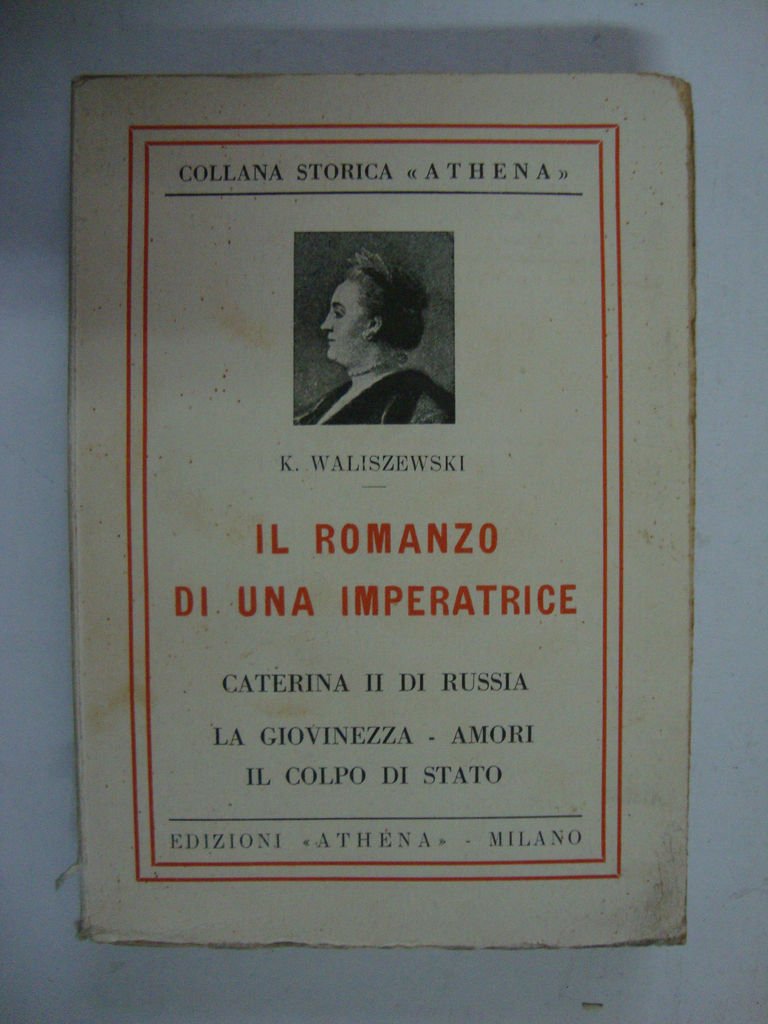 COLLANA STORICA « ATHENA »
K. WALISZEWSKI
IL ROMANZO
DI UNA IMPERATRICE
CATERINA II DI RUSSIA
LA GIOVINEZZA - AMORI
IL COLPO DI STATO
EDIZIONI «ATHÉNA» - MILANO